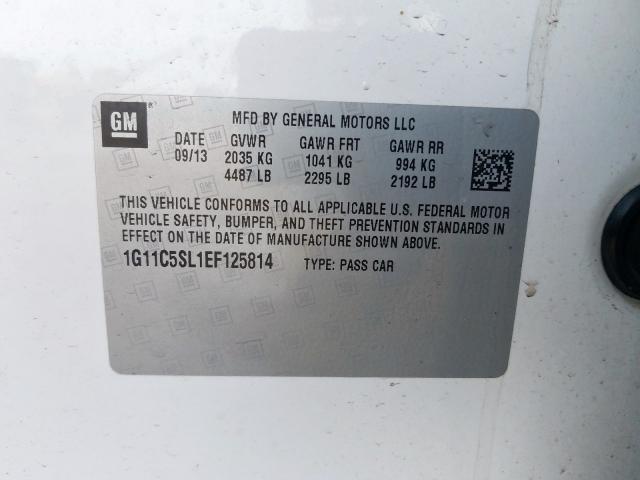 GM ®
MFD BY GENERAL MOTORS LLC
DATE GVWR GAWR FRT GAWR RR
09/13 2035 KG 1041 KG 994 KG
4487 LB 2295 LB 2192 LB
THIS VEHICLE CONFORMS TO ALL APPLICABLE U.S. FEDERAL MOTOR
VEHICLE SAFETY, BUMPER, AND THEFT PREVENTION STANDARDS IN
EFFECT ON THE DATE OF MANUFACTURE SHOWN ABOVE.
1G11C5SL1EF125814 TYPE: PASS CAR